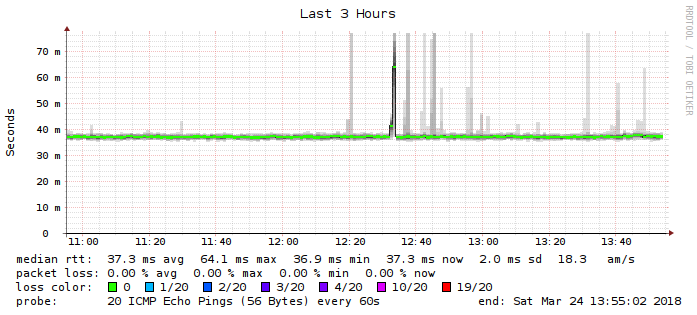 Last 3 Hours
RRDTOOL / TOBI OETIKER
Seconds
70 m
60 m
50 m
40 m
30 m
20 m
10 m
0
11:00 11:20 11:40 12:00 12:20 12:40 13:00 13:20 13:40
median rtt: 37.3 ms avg 64.1 ms max 36.9 ms min 37.3 ms now 2.0 ms sd 18.3 am/s
packet loss: 0.00 % avg 0.00 % max 0.00 % min 0.00 % now
loss color: 0 1/20 2/20 3/20 4/20 10/20 19/20
probe: 20 ICMP Echo Pings (56 Bytes) every 60s end: Sat Mar 24 13:55:02 2018